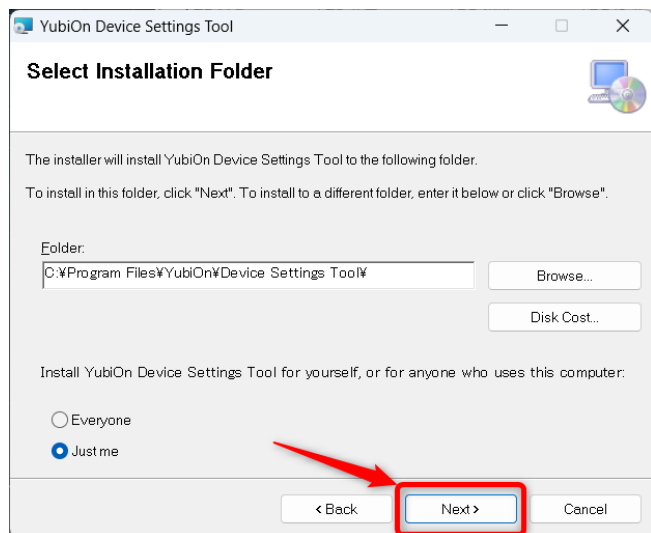 YubiOn Device Settings Tool
Select Installation Folder
The installer will install YubiOn Device Settings Tool to the following folder.
To install in this folder, click "Next". To install to a different folder, enter it below or click "Browse".
Folder:
C:¥Program Files¥YubiOn¥Device Settings Tool¥
Browse...
Disk Cost...
Install YubiOn Device Settings Tool for yourself, or for anyone who uses this computer:
Everyone
Just me
< Back Next > Cancel